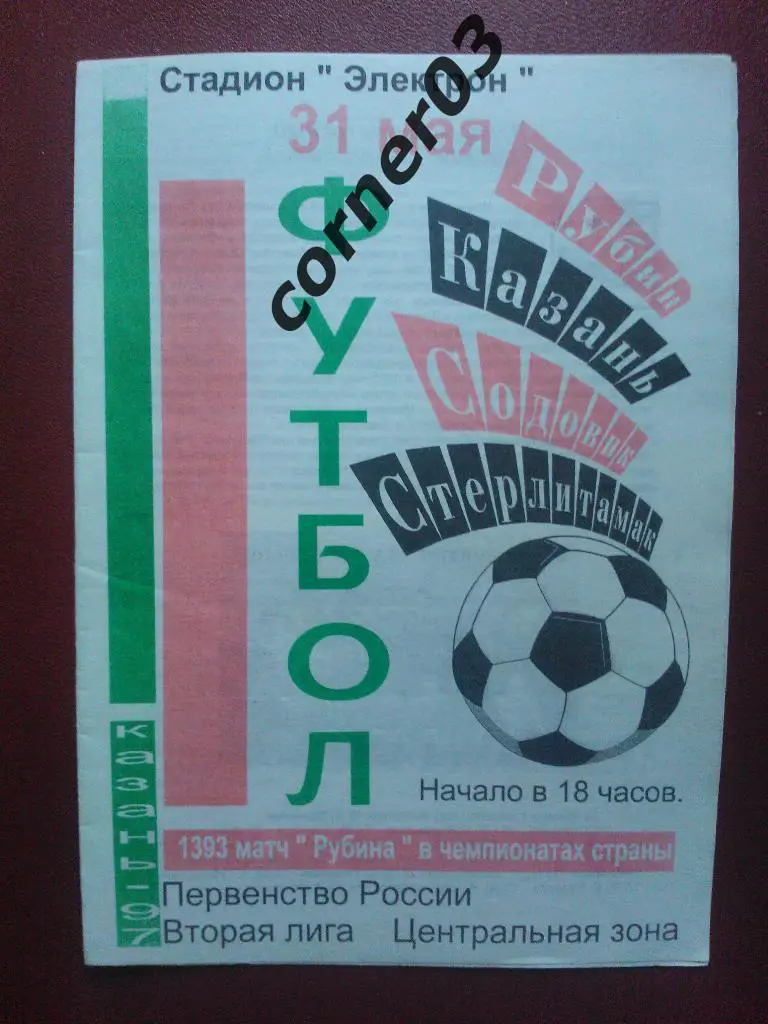 Стадион " Электрон "
31 мая
ФУТБОЛ
Рубин
Казань
Содовик
Стерлитамак
Начало в 18 часов.
1393 матч " Рубина " в чемпионатах страны
Первенство России
Вторая лига Центральная зона
Казань-97
corner03